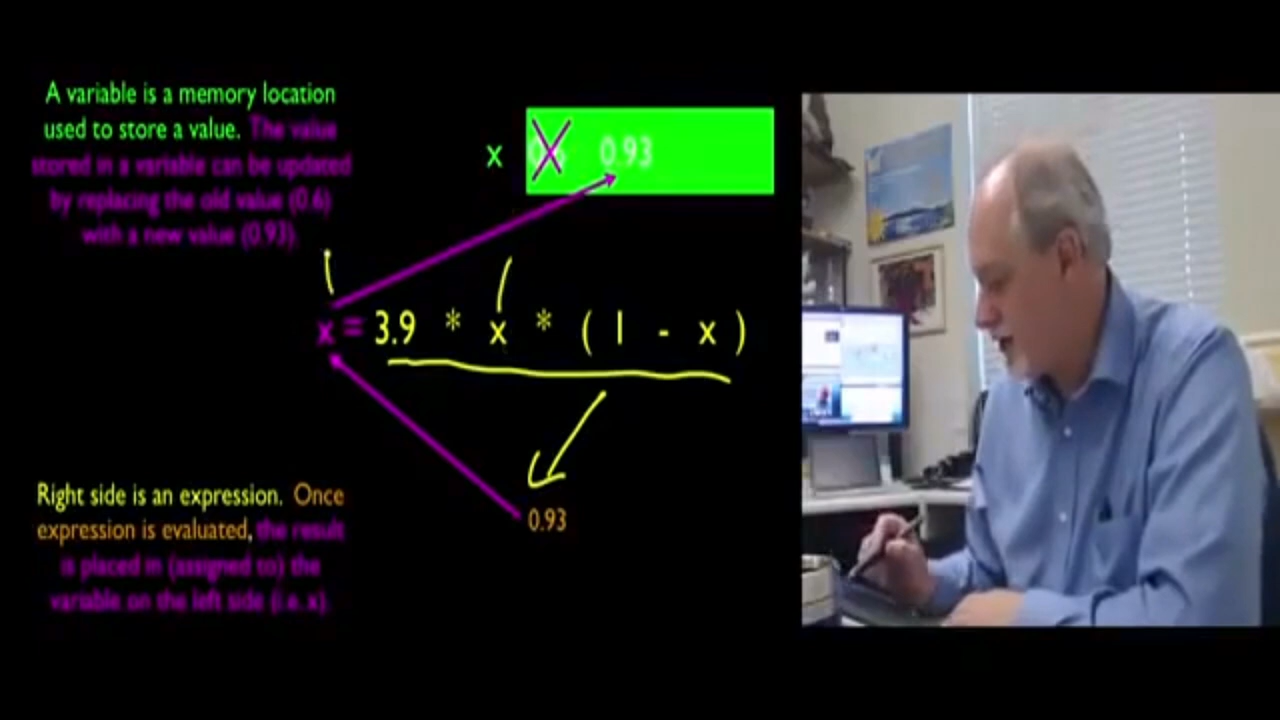 A variable is a memory location
used to store a value. The value
stored in a variable can be updated
by replacing the old value (0.6)
with a new value (0.93).
x 0.93
x = 3.9 * x * ( 1 - x )
0.93
Right side is an expression. Once
expression is evaluated, the result
is placed in (assigned to) the
variable on the left side (i.e. x).